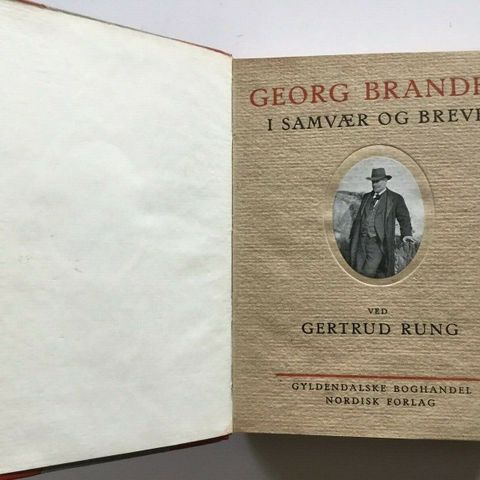 GEORG BRANDE
I SAMVÆR OG BREVE
VED
GERTRUD RUNG
GYLDENDALSKE BOGHANDEL
NORDISK FORLAG